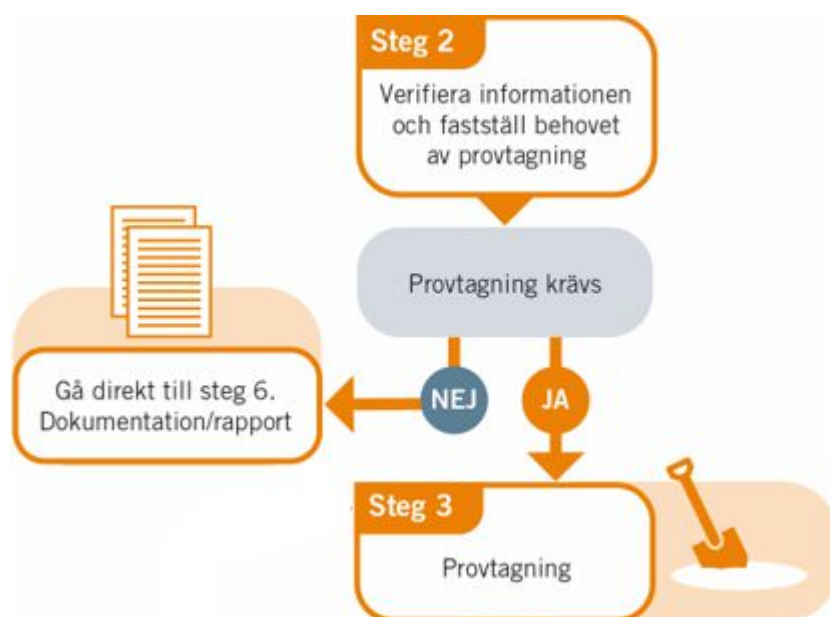 Steg 2
Verifiera informationen
och fastställ behovet
av provtagning
Provtagning krävs
NEJ
JA
Gå direkt till steg 6.
Dokumentation/rapport
Steg 3
Provtagning